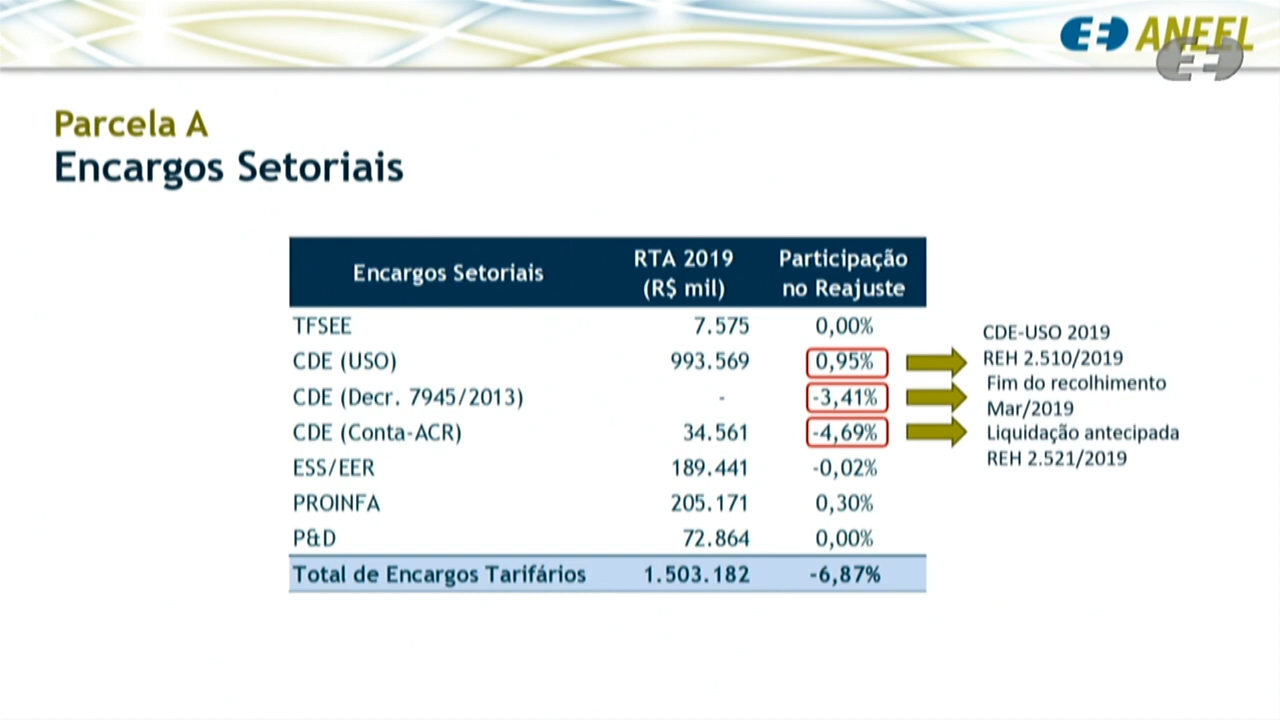 ANEEL
Parcela A
Encargos Setoriais
Encargos Setoriais RTA 2019 (R$ mil) Participação no Reajuste
TFSEE 7.575 0,00%
CDE (USO) 993.569 0,95%
CDE (Decr. 7945/2013) - -3,41%
CDE (Conta-ACR) 34.561 -4,69%
ESS/EER 189.441 -0,02%
PROINFA 205.171 0,30%
P&D 72.864 0,00%
Total de Encargos Tarifários 1.503.182 -6,87%
CDE-USO 2019
REH 2.510/2019
Fim do recolhimento
Mar/2019
Liquidação antecipada
REH 2.521/2019